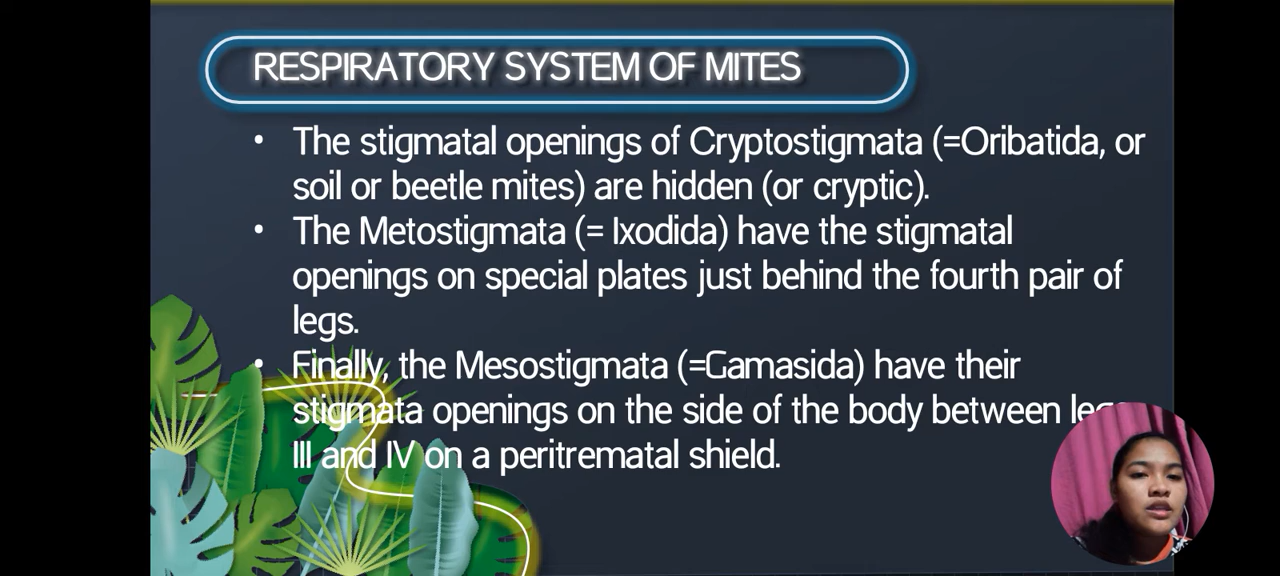 RESPIRATORY SYSTEM OF MITES
• The stigmatal openings of Cryptostigmata (=Oribatida, or
soil or beetle mites) are hidden (or cryptic).
• The Metostigmata (= Ixodida) have the stigmatal
openings on special plates just behind the fourth pair of
legs.
• Finally, the Mesostigmata (=Gamasida) have their
stigmata openings on the side of the body between
III and IV on a peritrematal shield.